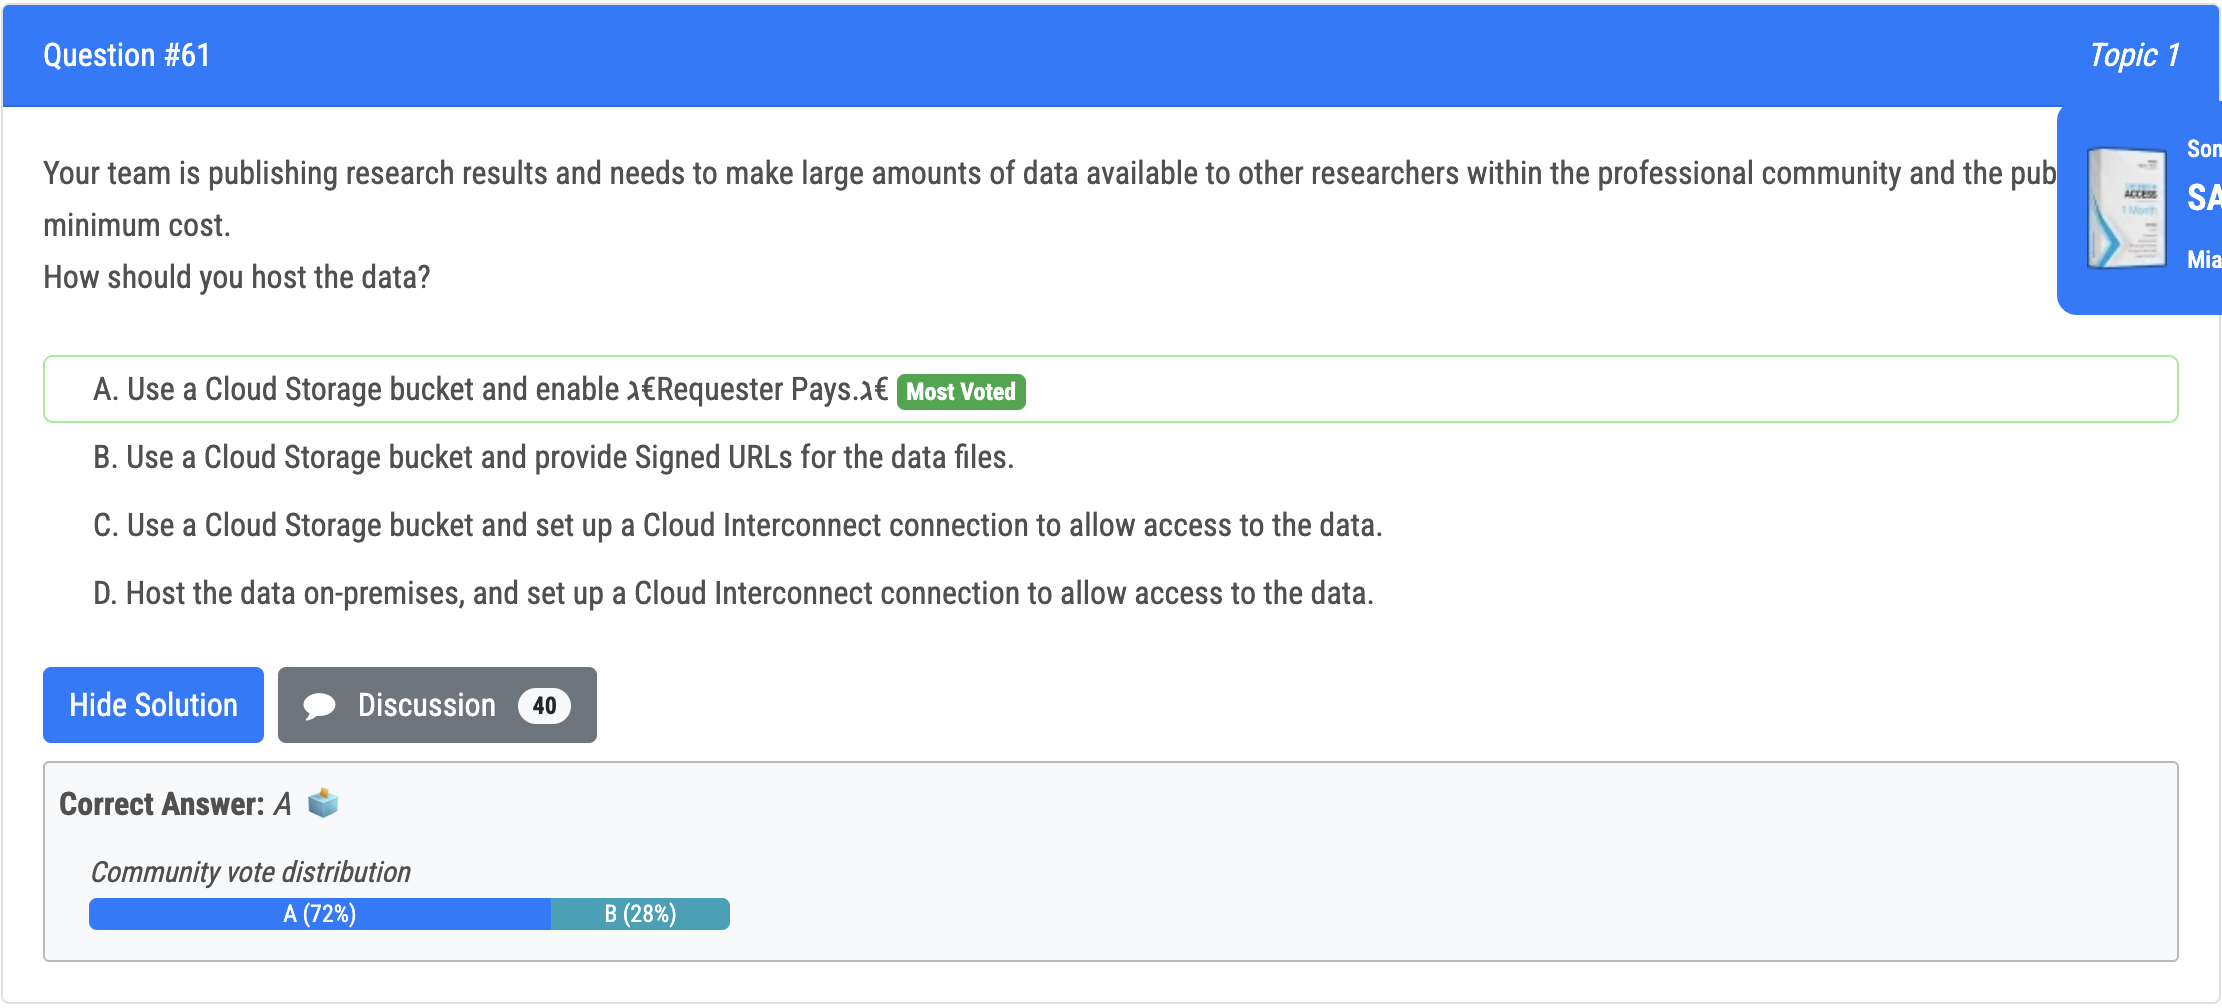 Question #61
Topic 1
Your team is publishing research results and needs to make large amounts of data available to other researchers within the professional community and the pub
minimum cost.
How should you host the data?
ACCESS
1 Month
Son
SA
Mia
A. Use a Cloud Storage bucket and enable ג€Requester Pays.ג€ Most Voted
B. Use a Cloud Storage bucket and provide Signed URLs for the data files.
C. Use a Cloud Storage bucket and set up a Cloud Interconnect connection to allow access to the data.
D. Host the data on-premises, and set up a Cloud Interconnect connection to allow access to the data.
Hide Solution
Discussion 40
Correct Answer: A
Community vote distribution
A (72%) B (28%)